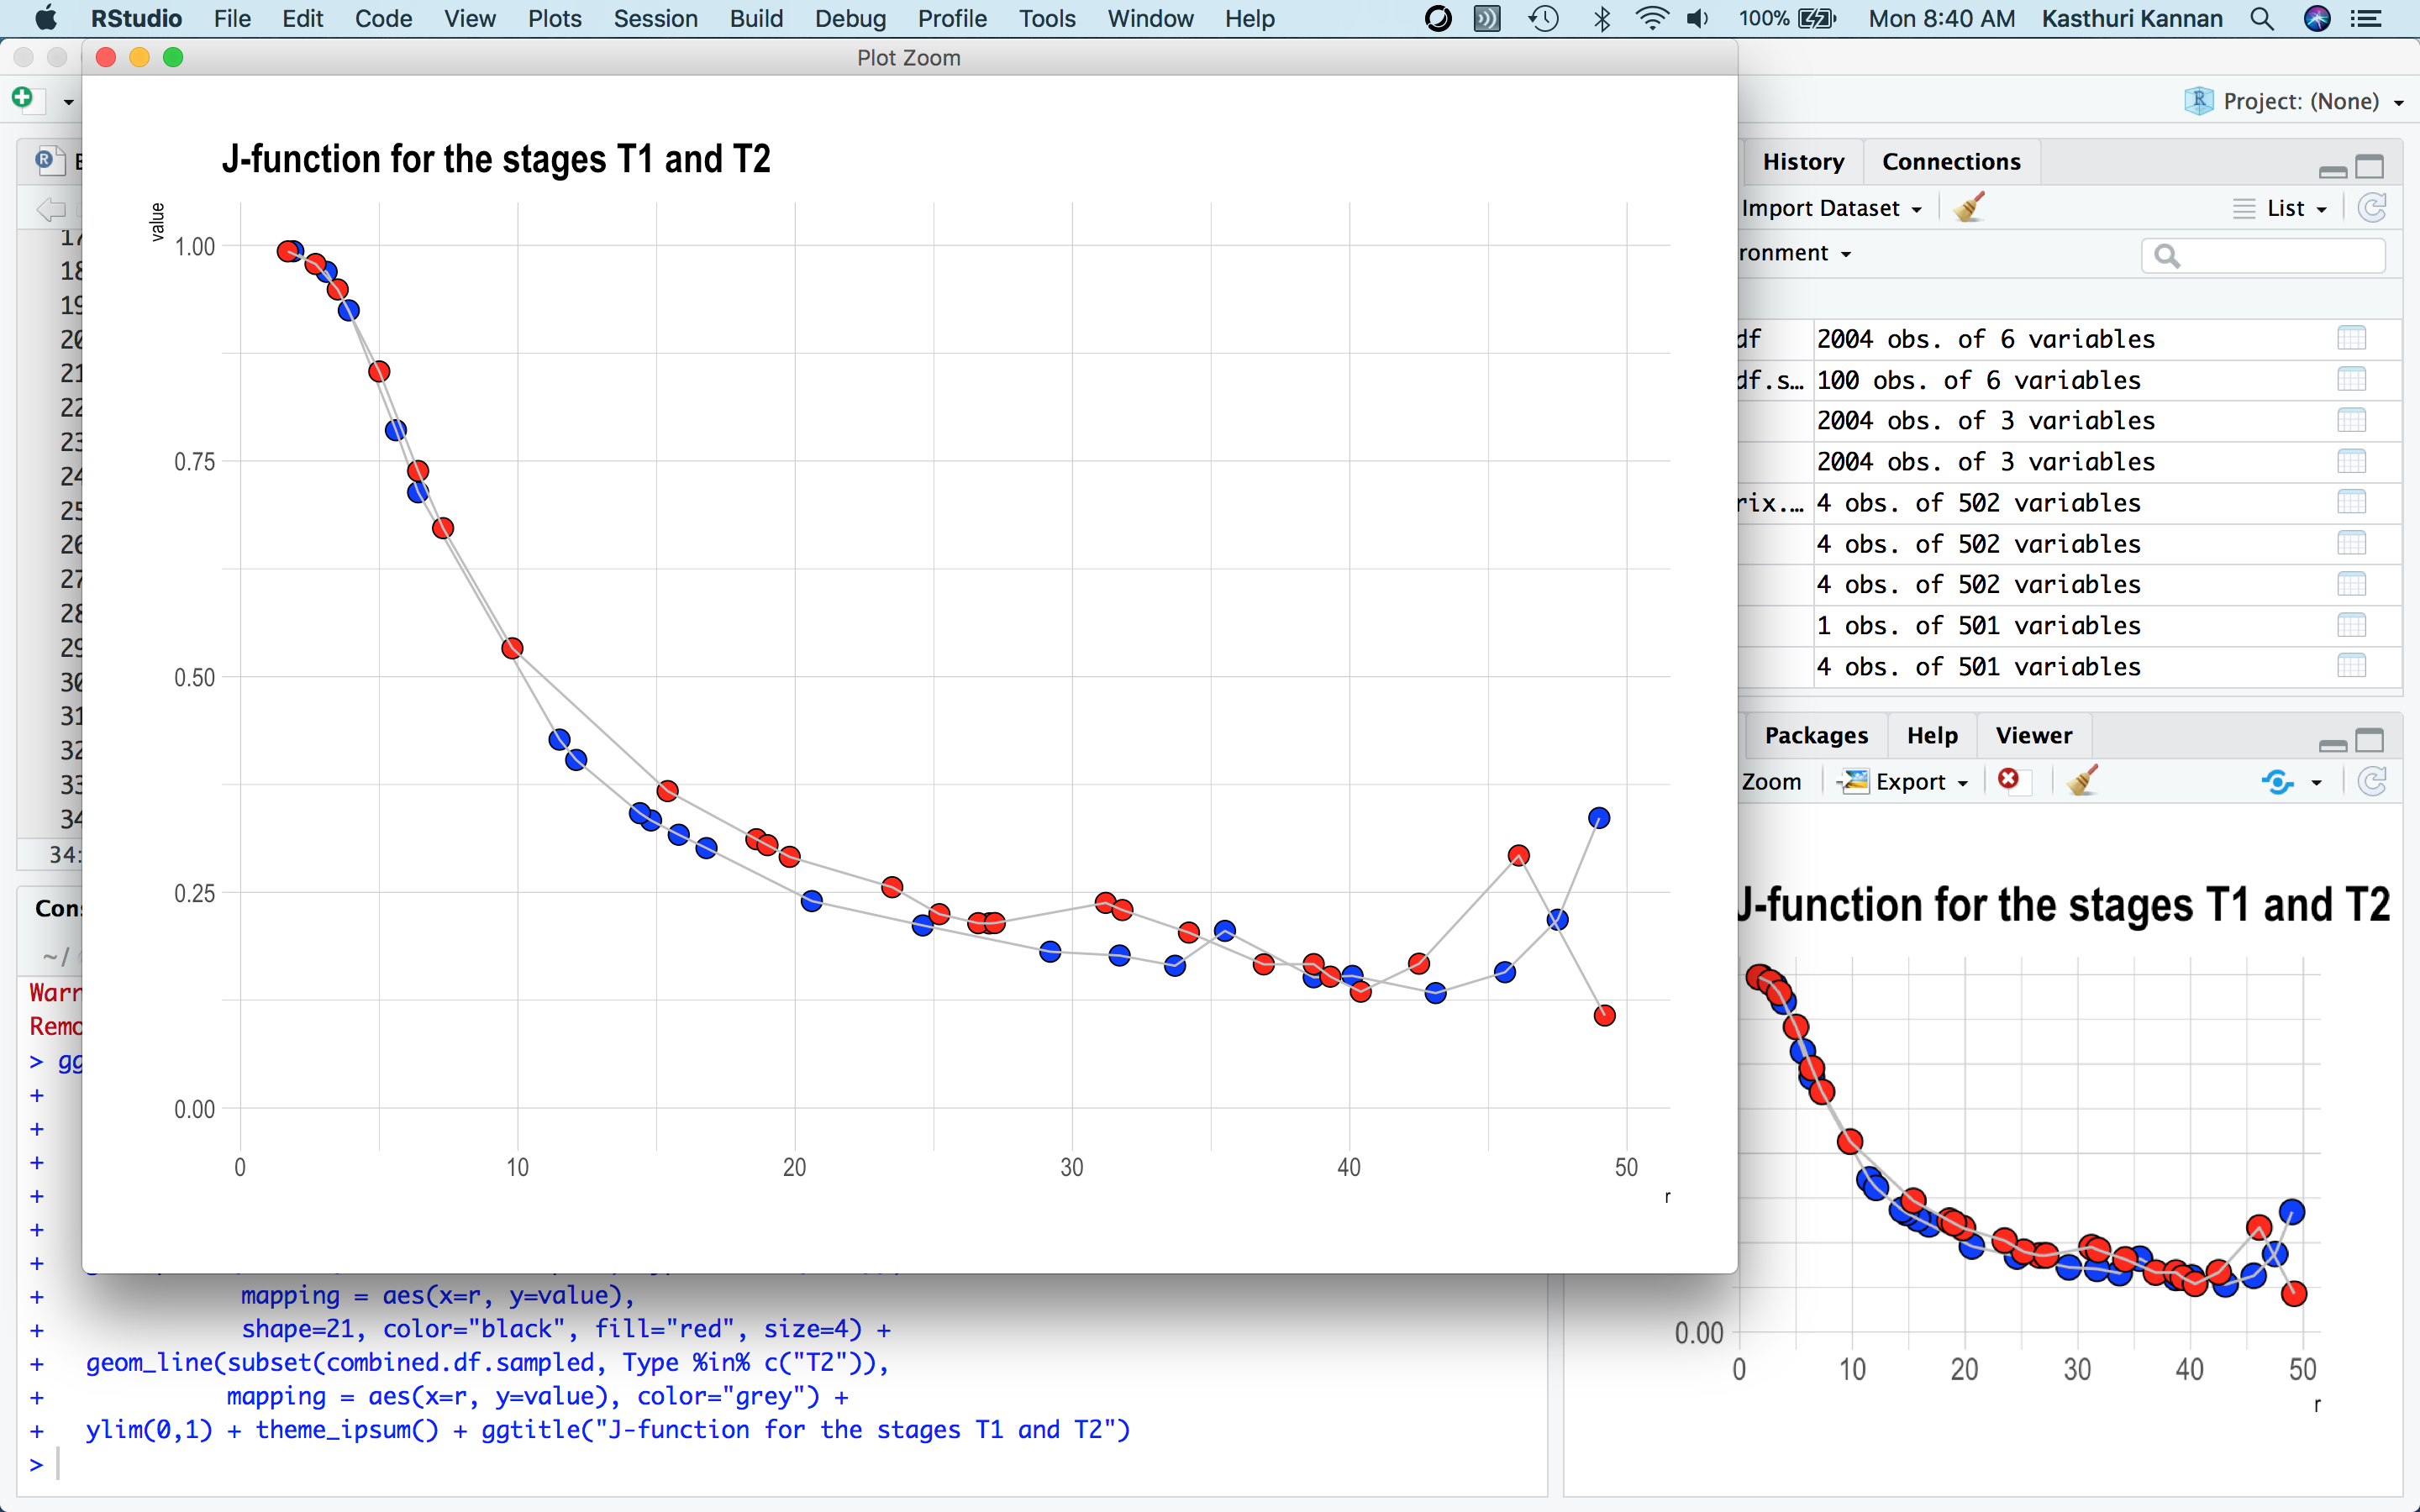 RStudio File Edit Code View Plots Session Build Debug Profile Tools Window Help 100% Mon 8:40 AM Kasthuri Kannan
Plot Zoom
Project: (None)
J-function for the stages T1 and T2
value
1.00
0.75
0.50
0.25
0.00
0 10 20 30 40 50
r
18
19
20
21
22
23
24
25
26
27
28
29
30
31
32
33
34
34:
Cons
~/
Warn
Remo
> gg
+
+
+
+
+
+
+ mapping = aes(x=r, y=value),
+ shape=21, color="black", fill="red", size=4) +
+ geom_line(subset(combined.df.sampled, Type %in% c("T2")),
+ mapping = aes(x=r, y=value), color="grey") +
+ ylim(0,1) + theme_ipsum() + ggtitle("J-function for the stages T1 and T2")
>
History Connections
Import Dataset List
ronment
df 2004 obs. of 6 variables
df.s… 100 obs. of 6 variables
2004 obs. of 3 variables
2004 obs. of 3 variables
rix.… 4 obs. of 502 variables
4 obs. of 502 variables
4 obs. of 502 variables
1 obs. of 501 variables
4 obs. of 501 variables
Packages Help Viewer
Zoom Export
J-function for the stages T1 and T2
0.00
0 10 20 30 40 50
r